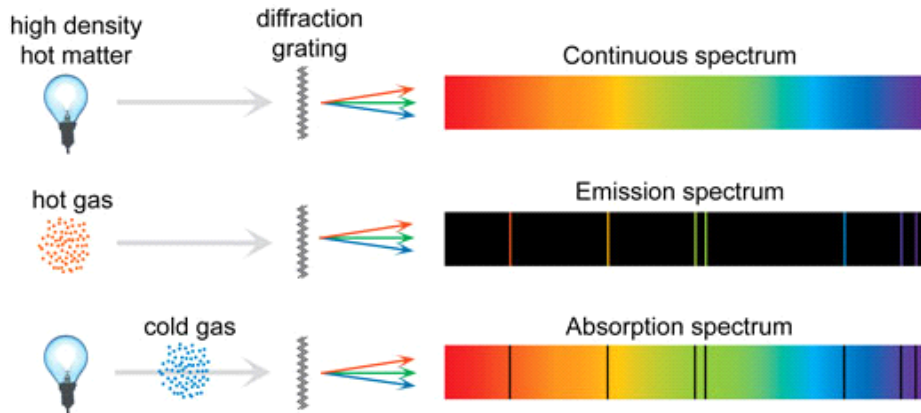 high density
hot matter
diffraction
grating
Continuous spectrum
hot gas
Emission spectrum
cold gas
Absorption spectrum